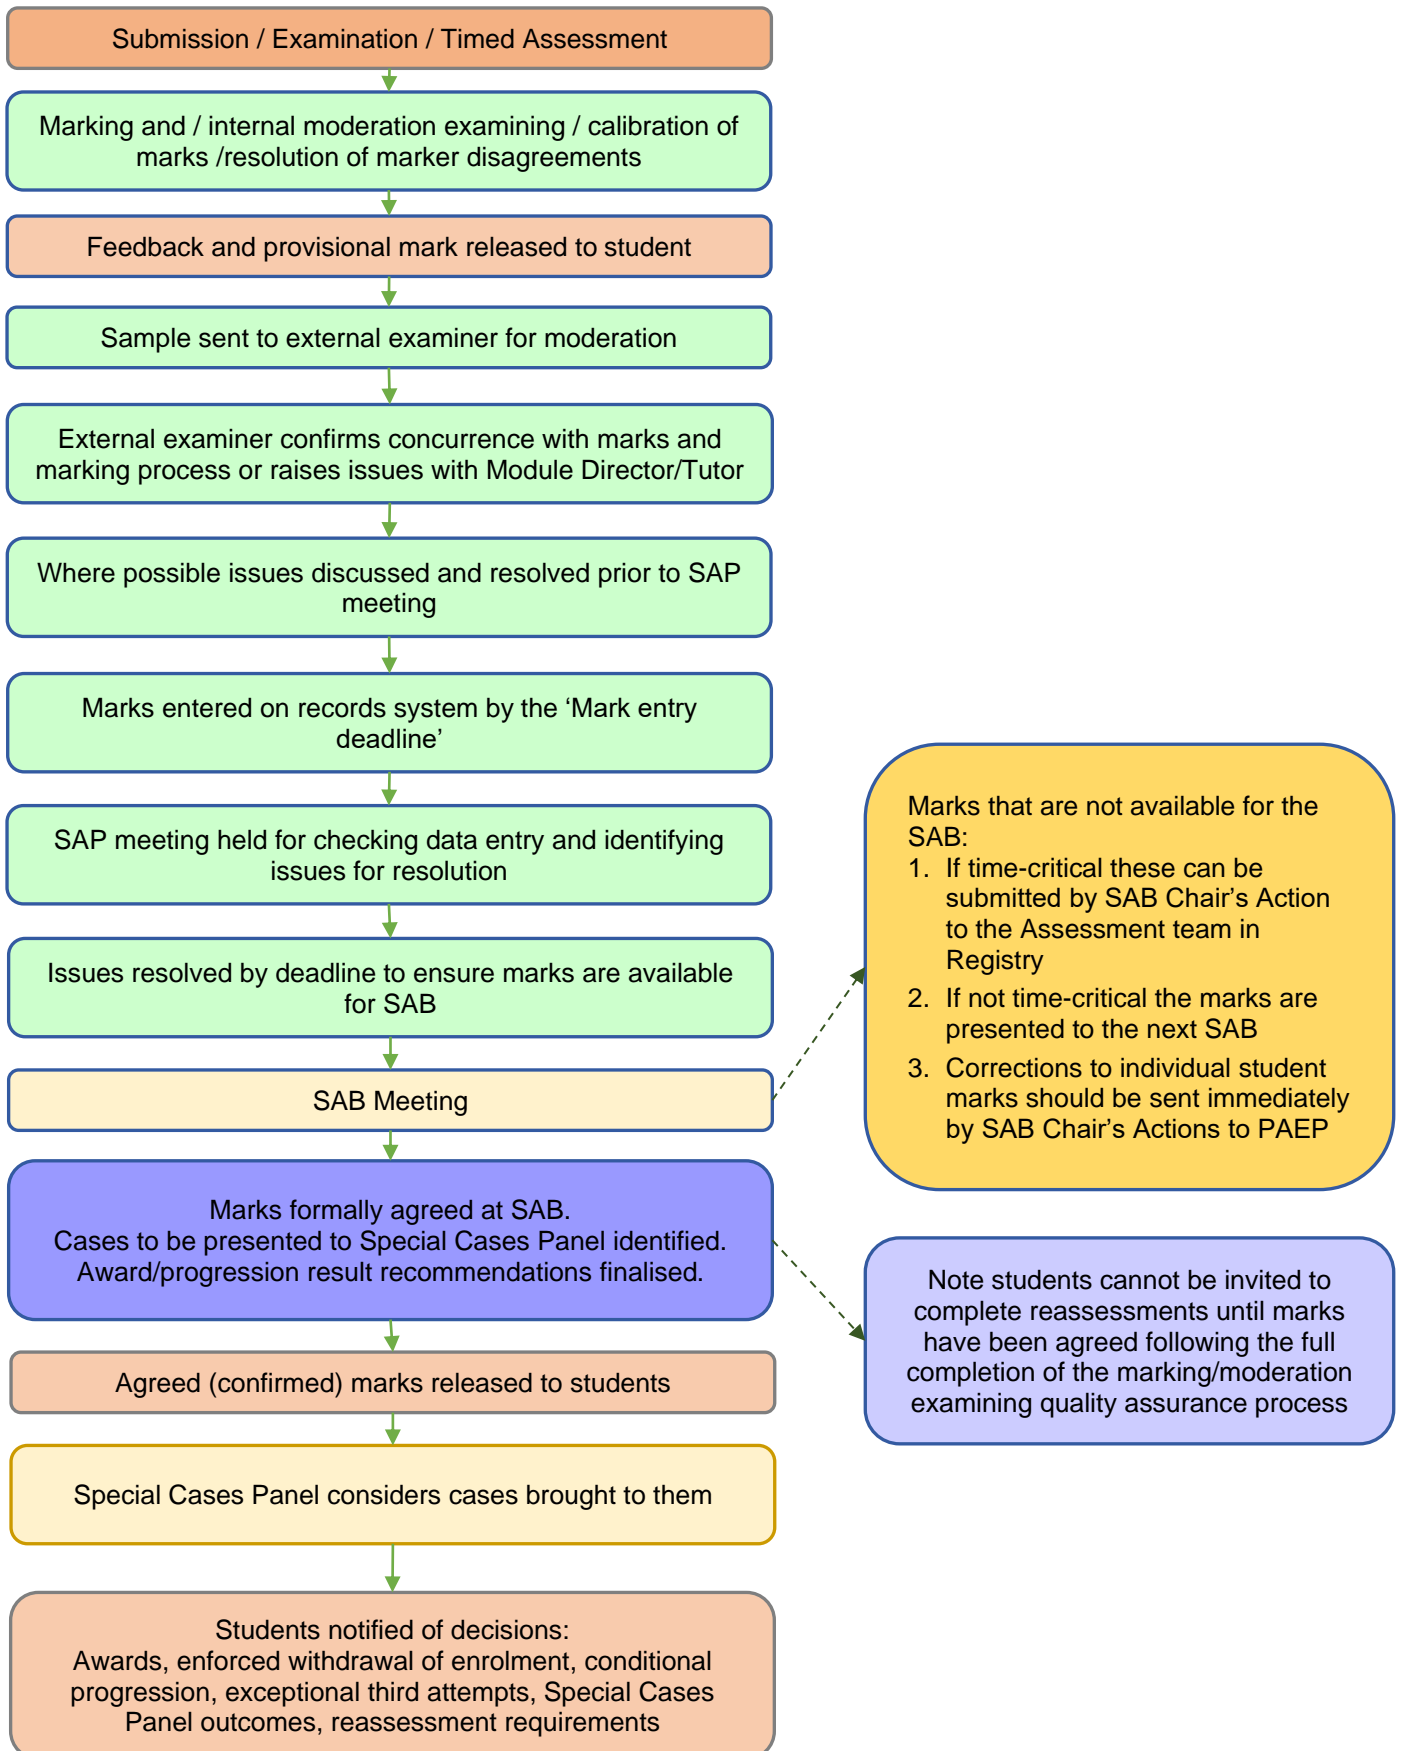 Submission / Examination / Timed Assessment
Marking and / internal moderation examining / calibration of
marks /resolution of marker disagreements
Feedback and provisional mark released to student
Sample sent to external examiner for moderation
External examiner confirms concurrence with marks and
marking process or raises issues with Module Director/Tutor
Where possible issues discussed and resolved prior to SAP
meeting
Marks entered on records system by the ‘Mark entry
deadline’
SAP meeting held for checking data entry and identifying
issues for resolution
Issues resolved by deadline to ensure marks are available
for SAB
SAB Meeting
Marks that are not available for the
SAB:
1. If time-critical these can be
submitted by SAB Chair’s Action
to the Assessment team in
Registry
2. If not time-critical the marks are
presented to the next SAB
3. Corrections to individual student
marks should be sent immediately
by SAB Chair’s Actions to PAEP
Marks formally agreed at SAB.
Cases to be presented to Special Cases Panel identified.
Award/progression result recommendations finalised.
Note students cannot be invited to
complete reassessments until marks
have been agreed following the full
completion of the marking/moderation
examining quality assurance process
Agreed (confirmed) marks released to students
Special Cases Panel considers cases brought to them
Students notified of decisions:
Awards, enforced withdrawal of enrolment, conditional
progression, exceptional third attempts, Special Cases
Panel outcomes, reassessment requirements